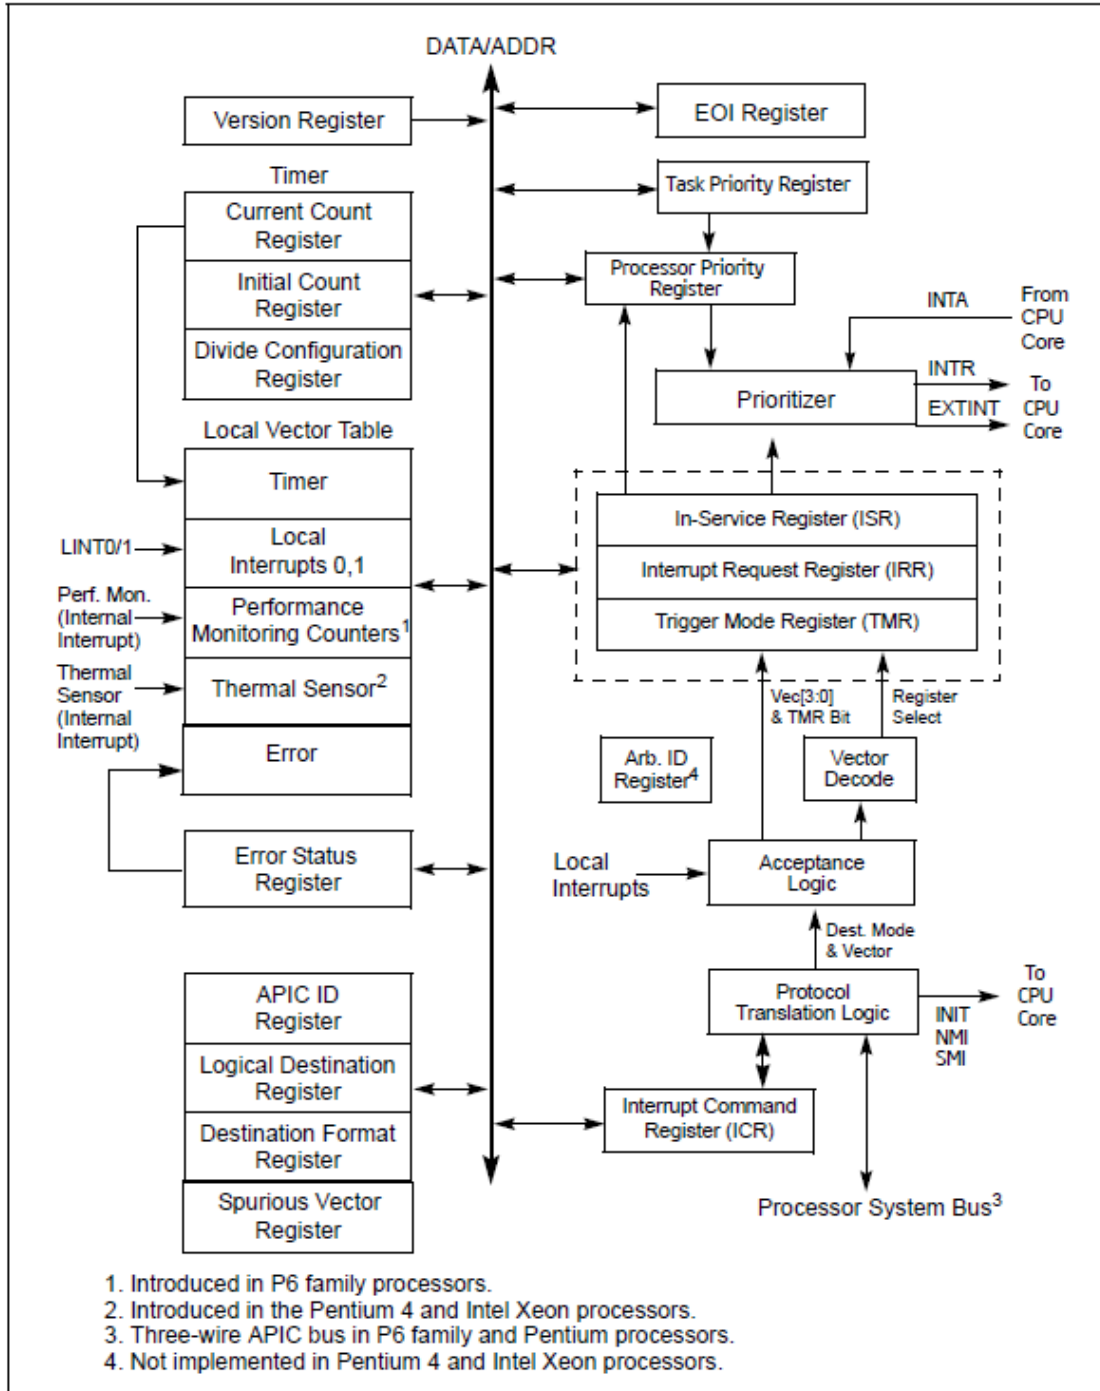 DATA/ADDR
Version Register
EOI Register
Timer
Task Priority Register
Current Count
Register
Initial Count
Register
Divide Configuration
Register
Processor Priority
Register
INTA
From
CPU
Core
Prioritizer
INTR
EXTINT
To
CPU
Core
Local Vector Table
Timer
LINT0/1
Local
Interrupts 0,1
Perf. Mon.
(Internal
Interrupt)
Performance
Monitoring Counters1
Thermal
Sensor
(Internal
Interrupt)
Thermal Sensor2
Error
In-Service Register (ISR)
Interrupt Request Register (IRR)
Trigger Mode Register (TMR)
Vec[3:0]
& TMR Bit
Register
Select
Arb. ID
Register4
Vector
Decode
Error Status
Register
Local
Interrupts
Acceptance
Logic
Dest. Mode
& Vector
APIC ID
Register
Logical Destination
Register
Destination Format
Register
Spurious Vector
Register
Protocol
Translation Logic
INIT
NMI
SMI
To
CPU
Core
Interrupt Command
Register (ICR)
Processor System Bus3
1. Introduced in P6 family processors.
2. Introduced in the Pentium 4 and Intel Xeon processors.
3. Three-wire APIC bus in P6 family and Pentium processors.
4. Not implemented in Pentium 4 and Intel Xeon processors.